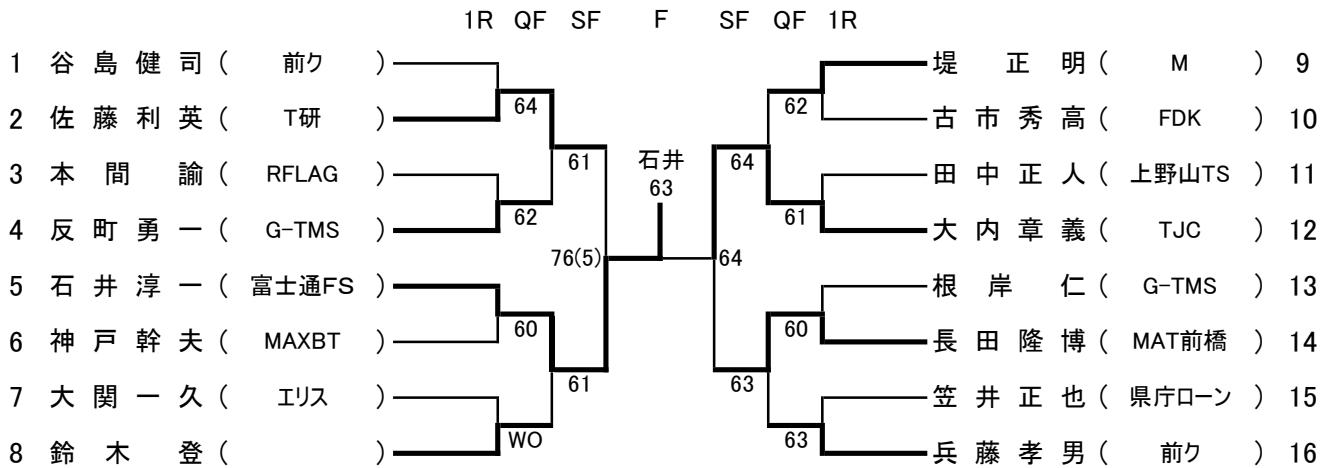 1R QF SF F SF QF 1R
1 谷島健司( 前ク ) 堤 正 明( M ) 9
64 62
2 佐藤利英( T研 ) 古市秀高( FDK ) 10
61 石井 64
3 本 間 諭( RFLAG ) 田中正人( 上野山TS ) 11
63
62 61
4 反町勇一( G-TMS ) 大内章義( TJC ) 12
76(5) 64
5 石井淳一( 富士通FS ) 根 岸 仁( G-TMS ) 13
60 60
6 神戸幹夫( MAXBT ) 長田隆博( MAT前橋 ) 14
61 63
7 大関一久( エリス ) 笠井正也( 県庁ローン ) 15
WO 63
8 鈴 木 登( ) 兵藤孝男( 前ク ) 16